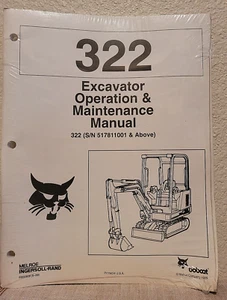 322
Excavator
Operation &
Maintenance
Manual
322 (S/N 517811001 & Above)
MELROE
INGERSOLL-RAND
bobcat